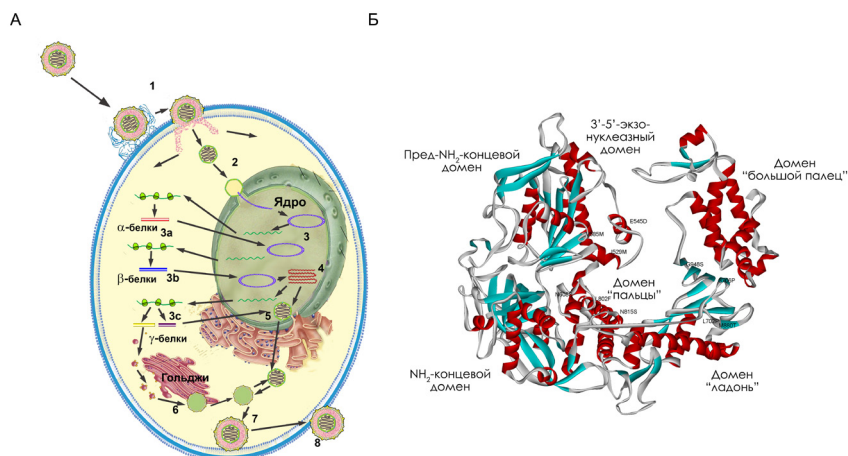 А
Б
1
2
Ядро
3
α-белки
3a
β-белки
3b
3c
γ-белки
4
5
Гольджи
6
7
8
3'-5'-экзо-
нуклеазный
домен
Пред-NH₂-концевой
домен
Домен
“большой палец”
E545D
Домен
“пальцы”
N815S
NH₂-концевой
домен
Домен
“ладонь”